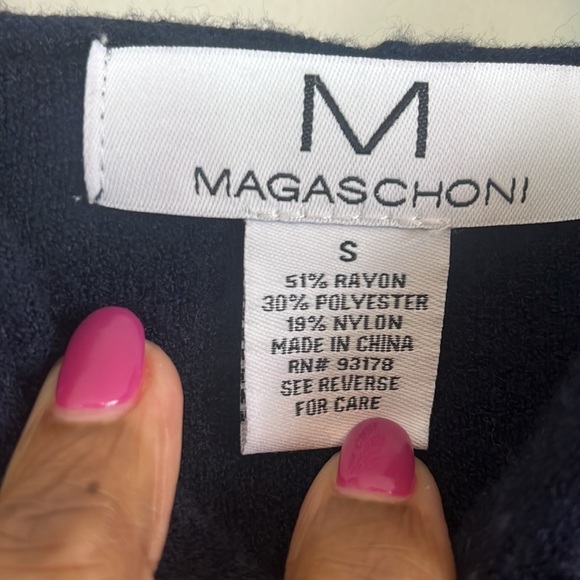 M
MAGASCHONI
S
51% RAYON
30% POLYESTER
19% NYLON
MADE IN CHINA
RN# 93178
SEE REVERSE
FOR CARE